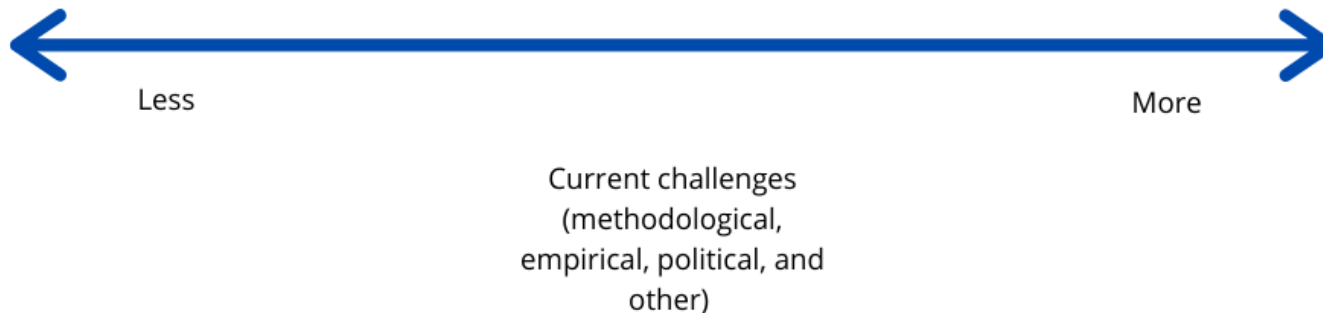 Less
More
Current challenges
(methodological,
empirical, political, and
other)